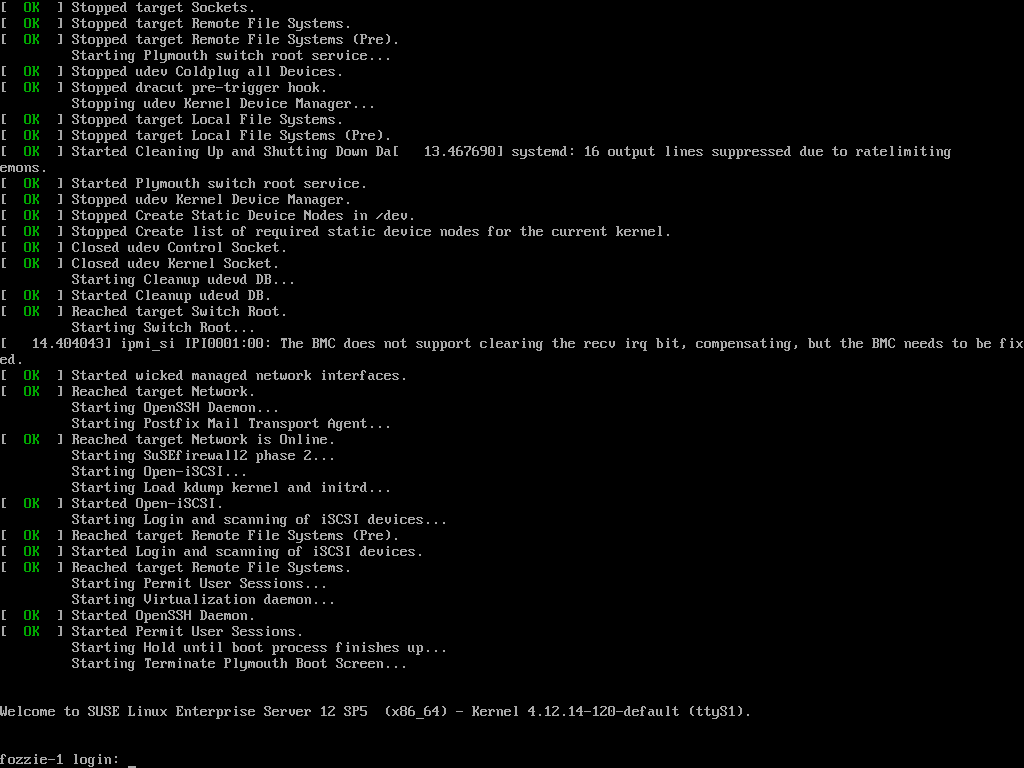 [  OK  ] Stopped target Sockets.
[  OK  ] Stopped target Remote File Systems.
[  OK  ] Stopped target Remote File Systems (Pre).
         Starting Plymouth switch root service...
[  OK  ] Stopped udev Coldplug all Devices.
[  OK  ] Stopped dracut pre-trigger hook.
         Stopping udev Kernel Device Manager...
[  OK  ] Stopped target Local File Systems.
[  OK  ] Stopped target Local File Systems (Pre).
[  OK  ] Started Cleaning Up and Shutting Down Da[   13.467690] systemd: 16 output lines suppressed due to ratelimiting
emons.
[  OK  ] Started Plymouth switch root service.
[  OK  ] Stopped udev Kernel Device Manager.
[  OK  ] Stopped Create Static Device Nodes in /dev.
[  OK  ] Stopped Create list of required static device nodes for the current kernel.
[  OK  ] Closed udev Control Socket.
[  OK  ] Closed udev Kernel Socket.
         Starting Cleanup udevd DB...
[  OK  ] Started Cleanup udevd DB.
[  OK  ] Reached target Switch Root.
         Starting Switch Root...
[   14.404043] ipmi_si IPI0001:00: The BMC does not support clearing the recv irq bit, compensating, but the BMC needs to be fix
ed.
[  OK  ] Started wicked managed network interfaces.
[  OK  ] Reached target Network.
         Starting OpenSSH Daemon...
         Starting Postfix Mail Transport Agent...
[  OK  ] Reached target Network is Online.
         Starting SuSEfirewall2 phase 2...
         Starting Open-iSCSI...
         Starting Load kdump kernel and initrd...
[  OK  ] Started Open-iSCSI.
         Starting Login and scanning of iSCSI devices...
[  OK  ] Reached target Remote File Systems (Pre).
[  OK  ] Started Login and scanning of iSCSI devices.
[  OK  ] Reached target Remote File Systems.
         Starting Permit User Sessions...
         Starting Virtualization daemon...
[  OK  ] Started OpenSSH Daemon.
[  OK  ] Started Permit User Sessions.
         Starting Hold until boot process finishes up...
         Starting Terminate Plymouth Boot Screen...
Welcome to SUSE Linux Enterprise Server 12 SP5  (x86_64) - Kernel 4.12.14-120-default (ttyS1).
fozzie-1 login: _